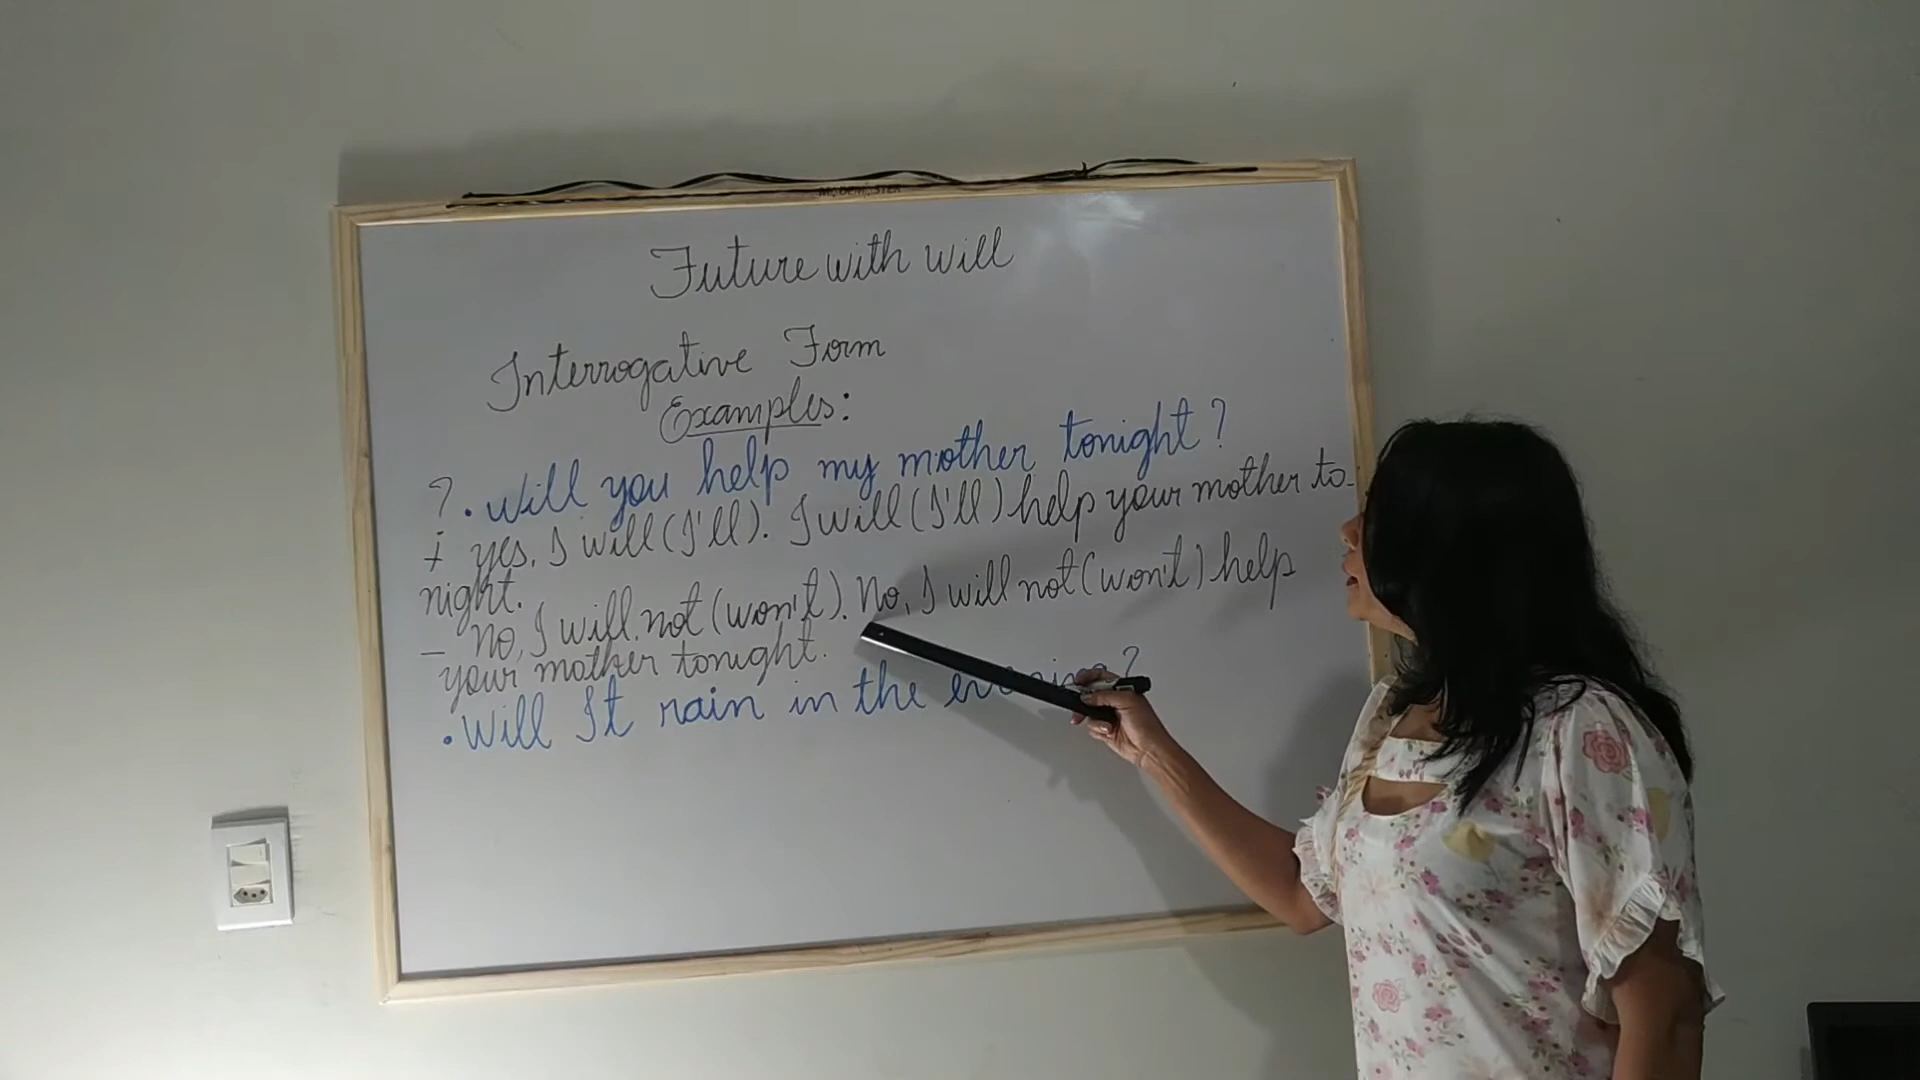 Future with will
Interrogative Form
Examples:
?. Will you help my mother tonight?
+ yes, I will (I'll). I will (I'll) help your mother to-
night.
- No, I will not (won't). No, I will not (won't) help
your mother tonight.
. Will It rain in the evening?